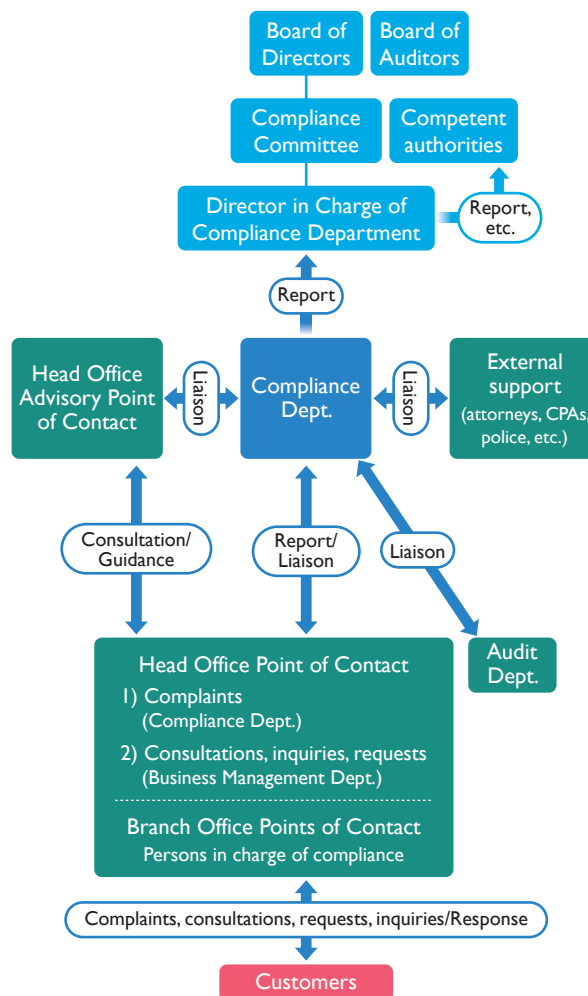 Board of
Directors
Board of
Auditors
Compliance
Committee
Competent
authorities
Director in Charge of
Compliance Department
Report,
etc.
Report
Head Office
Advisory Point
of Contact
Liaison
Compliance
Dept.
Liaison
External
support
(attorneys, CPAs,
police, etc.)
Consultation/
Guidance
Report/
Liaison
Liaison
Audit
Dept.
Head Office Point of Contact
1) Complaints
(Compliance Dept.)
2) Consultations, inquiries, requests
(Business Management Dept.)
Branch Office Points of Contact
Persons in charge of compliance
Complaints, consultations, requests, inquiries/Response
Customers